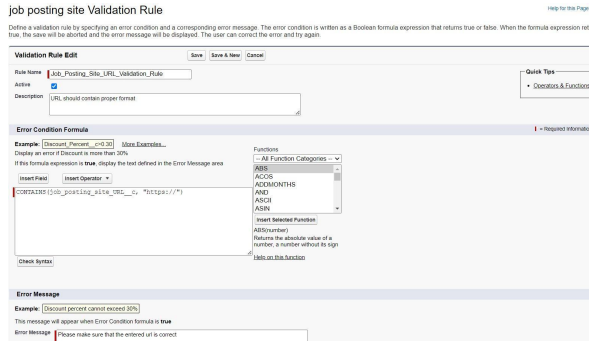 job posting site Validation Rule
Help for this Page
Define a validation rule by specifying an error condition and a corresponding error message. The error condition is written as a Boolean formula expression that returns true or false. When the formula expression ret
true, the save will be aborted and the error message will be displayed. The user can correct the error and try again.
Validation Rule Edit
Save Save & New Cancel
Rule Name Job_Posting_Site_URL_Validation_Rule
Active
Description URL should contain proper format
Quick Tips
• Operators & Functions
Error Condition Formula
= Required Informatio
Example: Discount_Percent__c>0.30 More Examples...
Display an error if Discount is more than 30%
If this formula expression is true, display the text defined in the Error Message area
Insert Field Insert Operator
CONTAINS(job_posting_site_URL__c, "https://")
Check Syntax
Functions
-- All Function Categories --
ABS
ACOS
ADDMONTHS
AND
ASCII
ASIN
Insert Selected Function
ABS(number)
Returns the absolute value of a
number, a number without its sign
Help on this function
Error Message
Example: Discount percent cannot exceed 30%
This message will appear when Error Condition formula is true
Error Message Please make sure that the entered url is correct